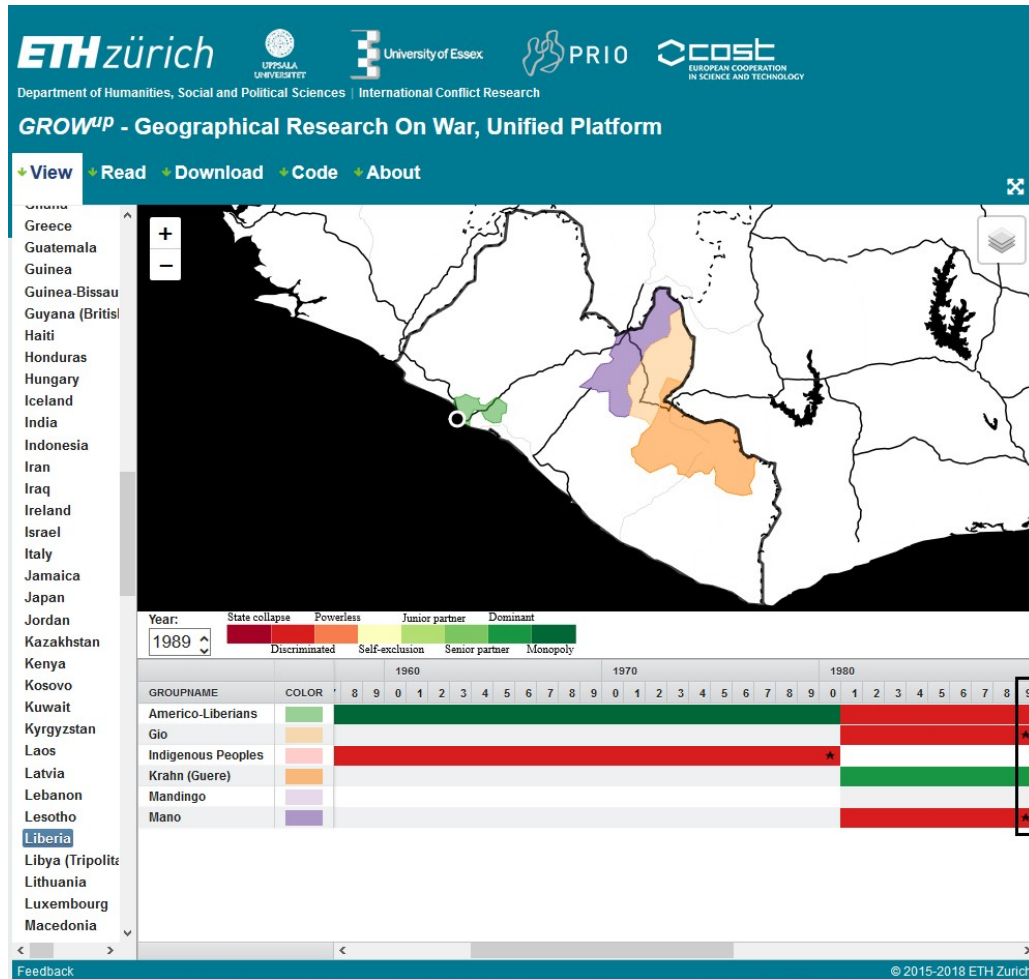 ETH zürich
UPPSALA
UNIVERSITET
University of Essex
PRIO
cost
EUROPEAN COOPERATION
IN SCIENCE AND TECHNOLOGY
Department of Humanities, Social and Political Sciences | International Conflict Research
GROWup - Geographical Research On War, Unified Platform
View Read Download Code About
Ghana
Greece
Guatemala
Guinea
Guinea-Bissau
Guyana (Britisl
Haiti
Honduras
Hungary
Iceland
India
Indonesia
Iran
Iraq
Ireland
Israel
Italy
Jamaica
Japan
Jordan
Kazakhstan
Kenya
Kosovo
Kuwait
Kyrgyzstan
Laos
Latvia
Lebanon
Lesotho
Liberia
Libya (Tripolita
Lithuania
Luxembourg
Macedonia
+
−
Year:
1989
State collapse Powerless Junior partner Dominant
Discriminated Self-exclusion Senior partner Monopoly
1960 1970 1980
GROUPNAME COLOR 8 9 0 1 2 3 4 5 6 7 8 9 0 1 2 3 4 5 6 7 8 9 0 1 2 3 4 5 6 7 8 9
Americo-Liberians
Gio
Indigenous Peoples
Krahn (Guere)
Mandingo
Mano
Feedback
© 2015-2018 ETH Zurich